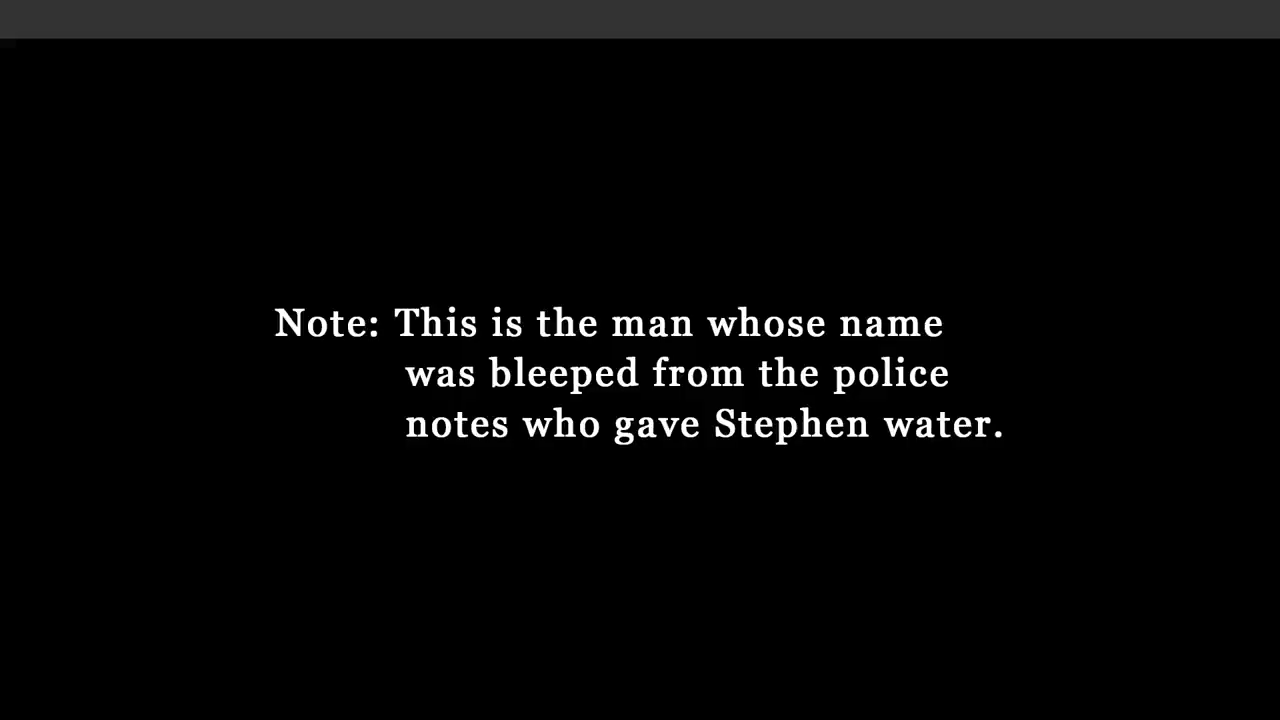 Note: This is the man whose name
was bleeped from the police
notes who gave Stephen water.